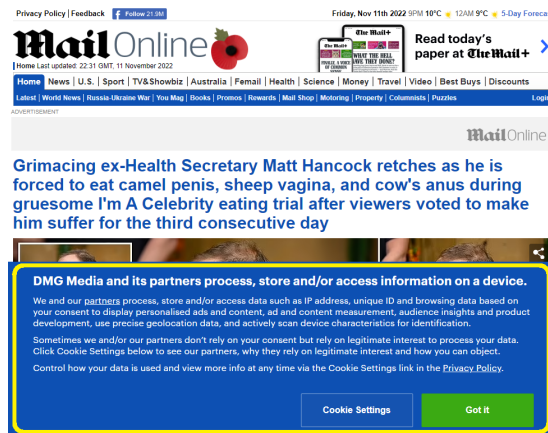 Privacy Policy | Feedback
Follow 21.9M
Friday, Nov 11th 2022 9PM 10°C 12AM 9°C 5-Day Foreca
Mail Online
The Mail+
Read today's
paper at The Mail+
Home Last updated: 22:31 GMT, 11 November 2022
Home News | U.S. | Sport | TV&Showbiz | Australia | Femail | Health | Science | Money | Travel | Video | Best Buys | Discounts
Latest | World News | Russia-Ukraine War | You Mag | Books | Promos | Rewards | Mail Shop | Motoring | Property | Columnists | Puzzles Logi
ADVERTISEMENT
Mail Online
Grimacing ex-Health Secretary Matt Hancock retches as he is
forced to eat camel penis, sheep vagina, and cow's anus during
gruesome I'm A Celebrity eating trial after viewers voted to make
him suffer for the third consecutive day
DMG Media and its partners process, store and/or access information on a device.
We and our partners process, store and/or access data such as IP address, unique ID and browsing data based on
your consent to display personalised ads and content, ad and content measurement, audience insights and product
development, use precise geolocation data, and actively scan device characteristics for identification.
Sometimes we and/or our partners don't rely on your consent but rely on legitimate interest to process your data.
Click Cookie Settings below to see our partners, why they rely on legitimate interest and how you can object.
Control how your data is used and view more info at any time via the Cookie Settings link in the Privacy Policy.
Cookie Settings
Got it